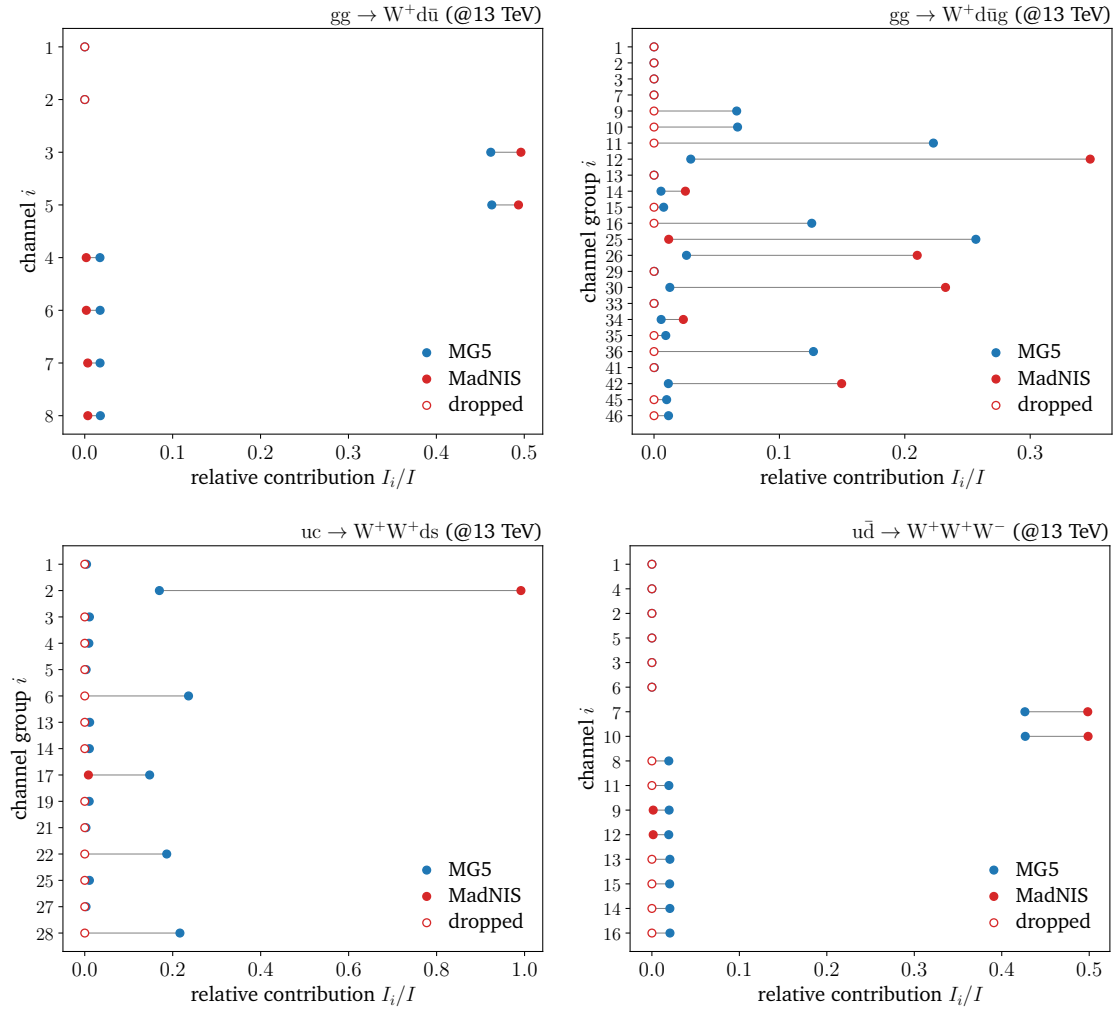 gg → W⁺dū (@13 TeV)
1
2
3
5
4
6
7
8
channel i
MG5
MadNIS
dropped
0.0 0.1 0.2 0.3 0.4 0.5
relative contribution Iᵢ/I
gg → W⁺dūg (@13 TeV)
1
2
3
7
9
10
11
12
13
14
15
16
25
26
29
30
33
34
35
36
41
42
45
46
channel group i
MG5
MadNIS
dropped
0.0 0.1 0.2 0.3
relative contribution Iᵢ/I
uc → W⁺W⁺ds (@13 TeV)
1
2
3
4
5
6
13
14
17
19
21
22
25
27
28
channel group i
MG5
MadNIS
dropped
0.0 0.2 0.4 0.6 0.8 1.0
relative contribution Iᵢ/I
ud̄ → W⁺W⁺W⁻ (@13 TeV)
1
4
2
5
3
6
7
10
8
11
9
12
13
15
14
16
channel i
MG5
MadNIS
dropped
0.0 0.1 0.2 0.3 0.4 0.5
relative contribution Iᵢ/I